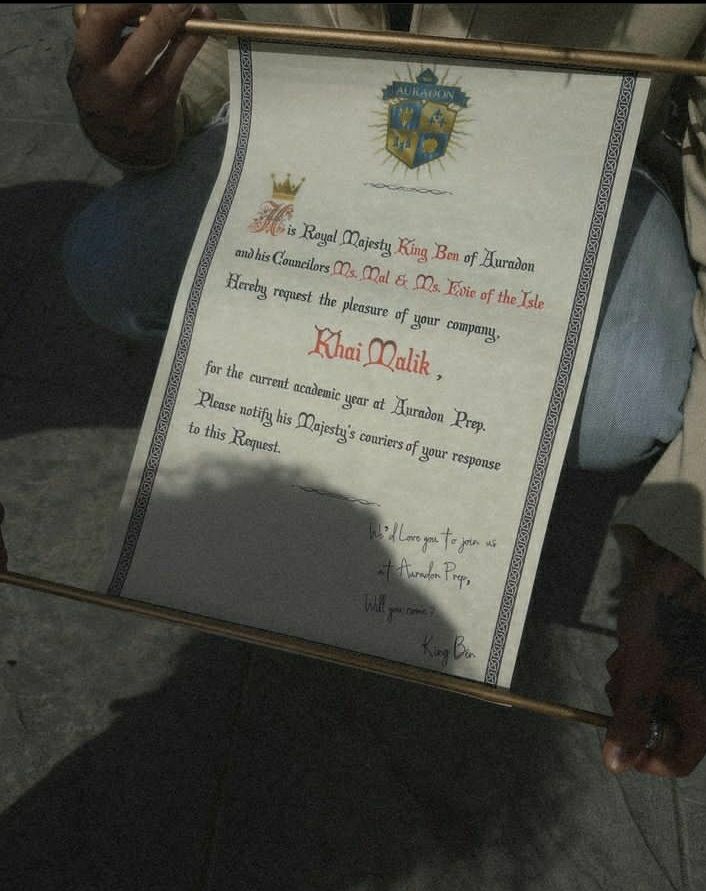 AURADON
His Royal Majesty King Ben of Auradon
and his Councilors Ms. Mal & Ms. Evie of the Isle
Hereby request the pleasure of your company,
Khai Malik ,
for the current academic year at Auradon Prep.
Please notify his Majesty's couriers of your response
to this Request.
We'd Love you to join us
at Auradon Prep,
Will you come?
King Ben